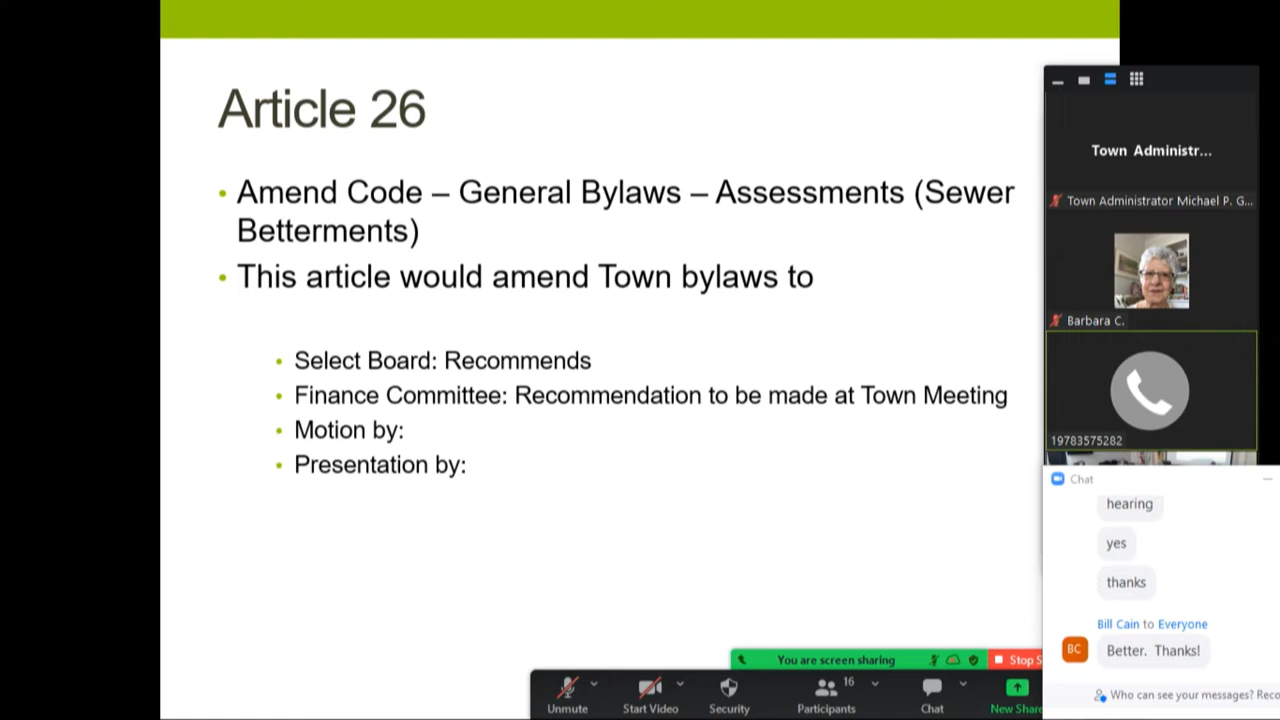 Article 26
• Amend Code – General Bylaws – Assessments (Sewer
Betterments)
• This article would amend Town bylaws to
• Select Board: Recommends
• Finance Committee: Recommendation to be made at Town Meeting
• Motion by:
• Presentation by:
Town Administr...
Town Administrator Michael P. G...
Barbara C.
19783575282
Chat
hearing
yes
thanks
Bill Cain to Everyone
BC
Better. Thanks!
Who can see your messages? Reco
You are screen sharing
Stop S
Unmute
Start Video
Security
Participants
16
Chat
New Share